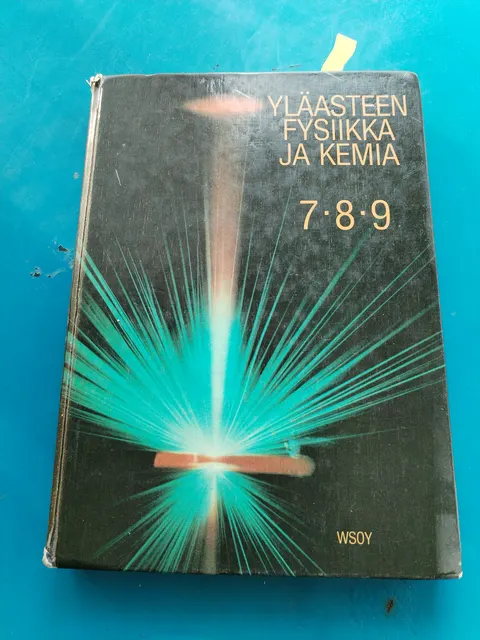 YLÄASTEEN
FYSIIKKA
JA KEMIA
7·8·9
WSOY